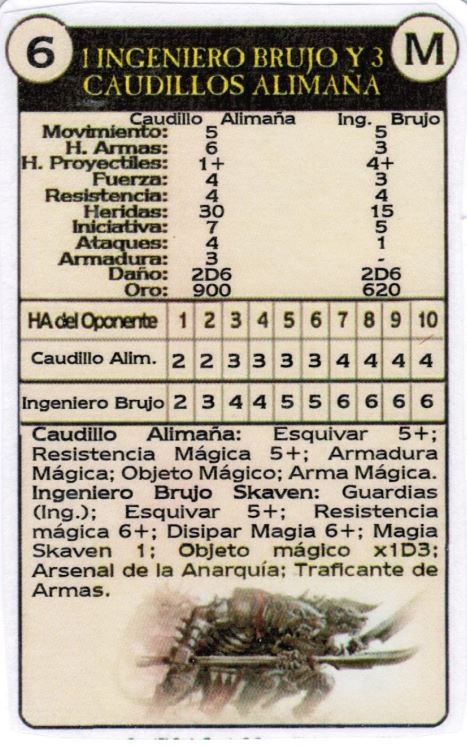 6
1 INGENIERO BRUJO Y 3
CAUDILLOS ALIMAÑA
M
Caudillo Alimaña Ing. Brujo
Movimiento: 5 5
H. Armas: 6 3
H. Proyectiles: 1+ 4+
Fuerza: 4 3
Resistencia: 4 4
Heridas: 30 15
Iniciativa: 7 5
Ataques: 4 1
Armadura: 3 -
Daño: 2D6 2D6
Oro: 900 620
HA del Oponente 1 2 3 4 5 6 7 8 9 10
Caudillo Alim. 2 2 3 3 3 3 4 4 4 4
Ingeniero Brujo 2 3 4 4 5 5 6 6 6 6
Caudillo Alimaña: Esquivar 5+;
Resistencia Mágica 5+; Armadura
Mágica; Objeto Mágico; Arma Mágica.
Ingeniero Brujo Skaven: Guardias
(Ing.); Esquivar 5+; Resistencia
mágica 6+; Disipar Magia 6+; Magia
Skaven 1; Objeto mágico x1D3;
Arsenal de la Anarquía; Traficante de
Armas.